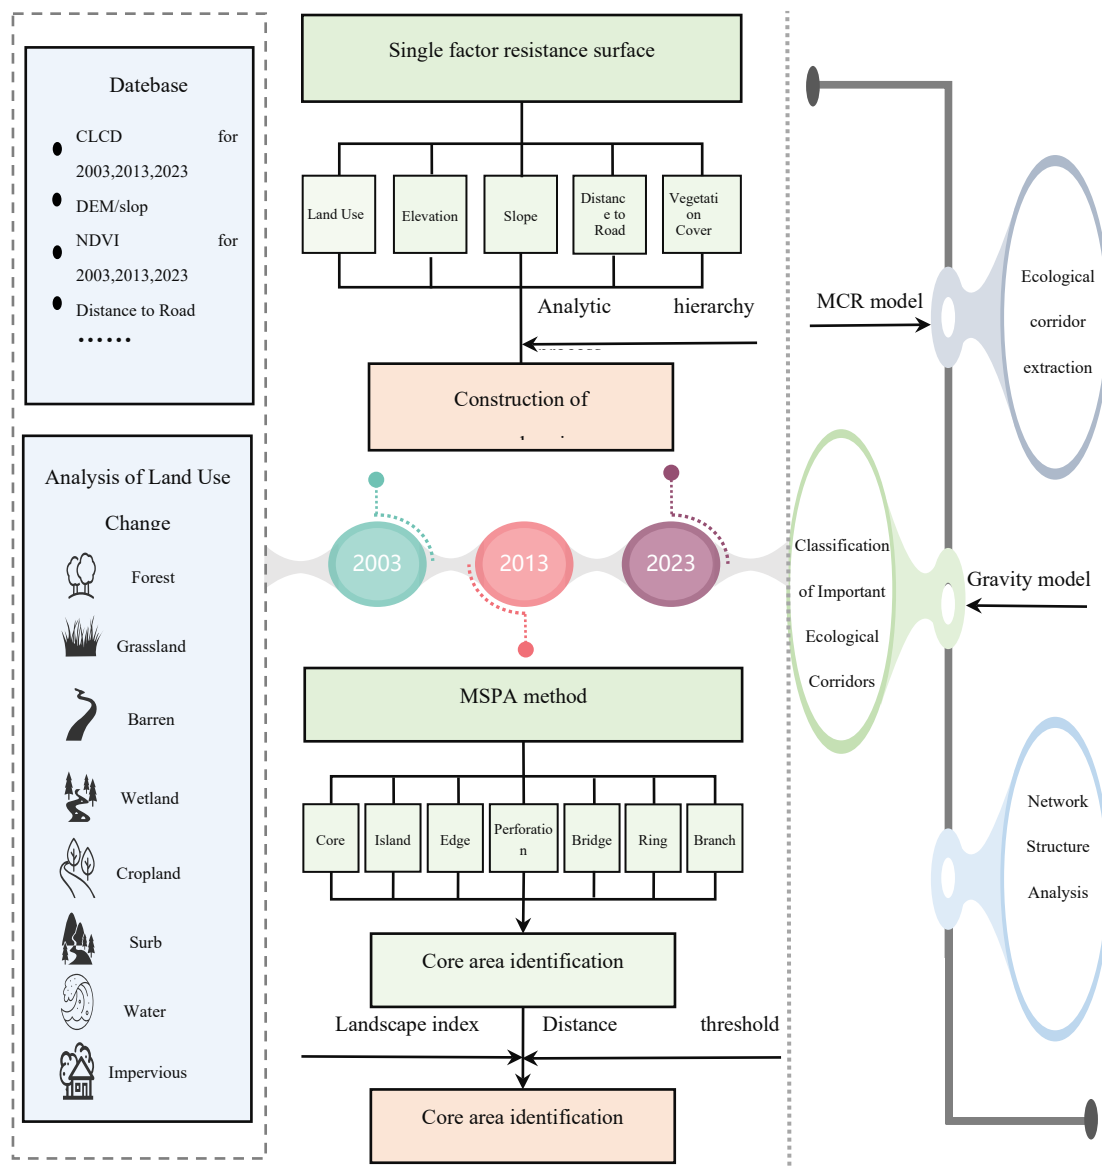 Datebase
CLCD for
2003,2013,2023
DEM/slop
NDVI for
2003,2013,2023
Distance to Road
......
Analysis of Land Use
Change
Forest
Grassland
Barren
Wetland
Cropland
Surb
Water
Impervious
Single factor resistance surface
Land Use
Elevation
Slope
Distanc
e to
Road
Vegetati
on
Cover
Analytic hierarchy
Construction of
2003
2013
2023
MSPA method
Core
Island
Edge
Perforatio
n
Bridge
Ring
Branch
Core area identification
Landscape index
Distance threshold
Core area identification
MCR model
Ecological
corridor
extraction
Classification
of Important
Ecological
Corridors
Gravity model
Network
Structure
Analysis